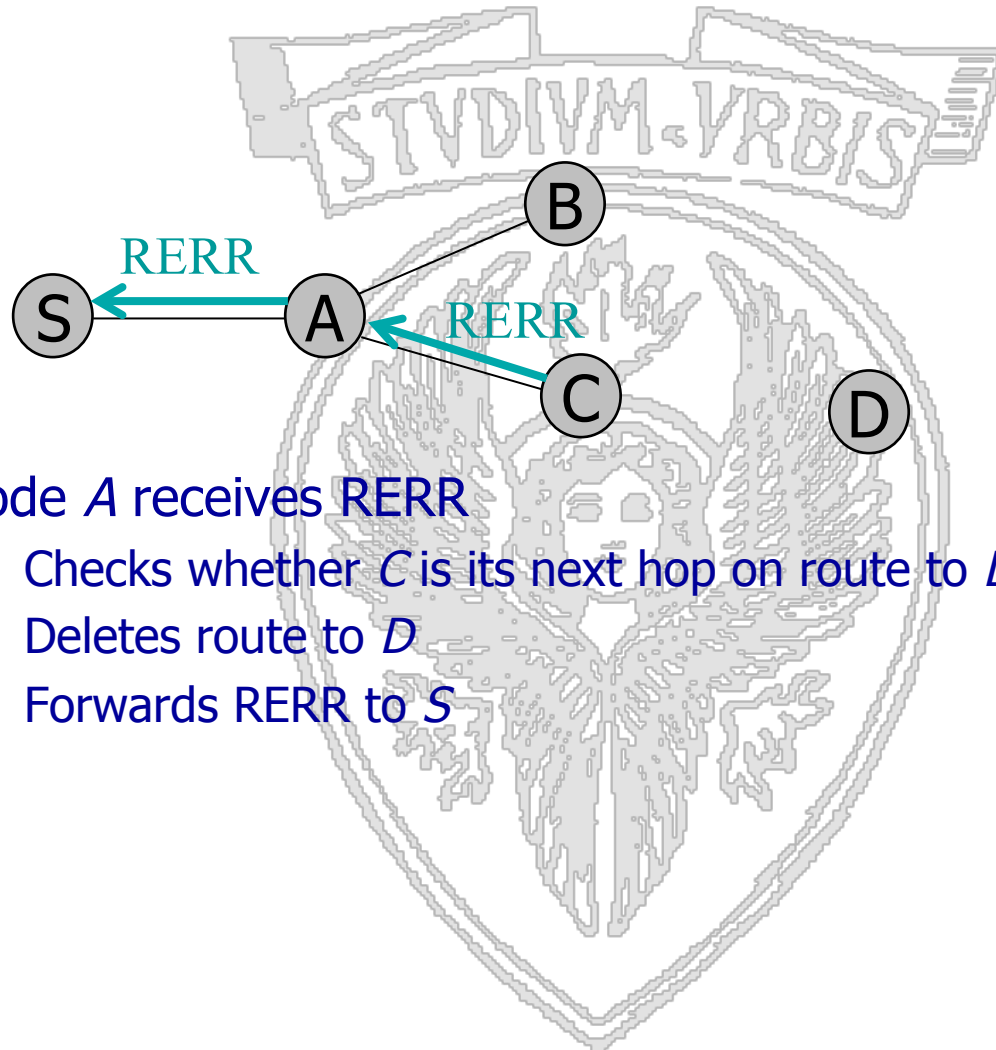 STVDIVM VRBIS
B
RERR
S
A
RERR
C
D
ode A receives RERR
Checks whether C is its next hop on route to
Deletes route to D
Forwards RERR to S